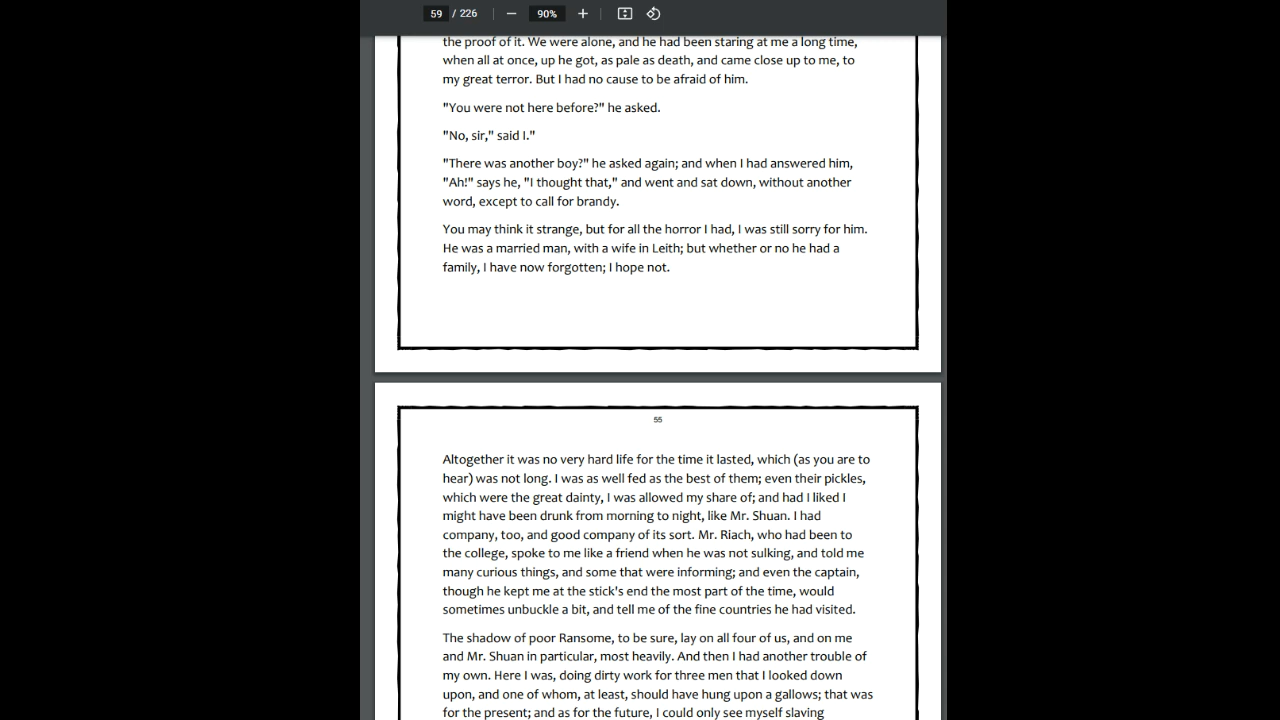 59 / 226
90%
the proof of it. We were alone, and he had been staring at me a long time,
when all at once, up he got, as pale as death, and came close up to me, to
my great terror. But I had no cause to be afraid of him.
"You were not here before?" he asked.
"No, sir," said I."
"There was another boy?" he asked again; and when I had answered him,
"Ah!" says he, "I thought that," and went and sat down, without another
word, except to call for brandy.
You may think it strange, but for all the horror I had, I was still sorry for him.
He was a married man, with a wife in Leith; but whether or no he had a
family, I have now forgotten; I hope not.
55
Altogether it was no very hard life for the time it lasted, which (as you are to
hear) was not long. I was as well fed as the best of them; even their pickles,
which were the great dainty, I was allowed my share of; and had I liked I
might have been drunk from morning to night, like Mr. Shuan. I had
company, too, and good company of its sort. Mr. Riach, who had been to
the college, spoke to me like a friend when he was not sulking, and told me
many curious things, and some that were informing; and even the captain,
though he kept me at the stick's end the most part of the time, would
sometimes unbuckle a bit, and tell me of the fine countries he had visited.
The shadow of poor Ransome, to be sure, lay on all four of us, and on me
and Mr. Shuan in particular, most heavily. And then I had another trouble of
my own. Here I was, doing dirty work for three men that I looked down
upon, and one of whom, at least, should have hung upon a gallows; that was
for the present; and as for the future, I could only see myself slaving